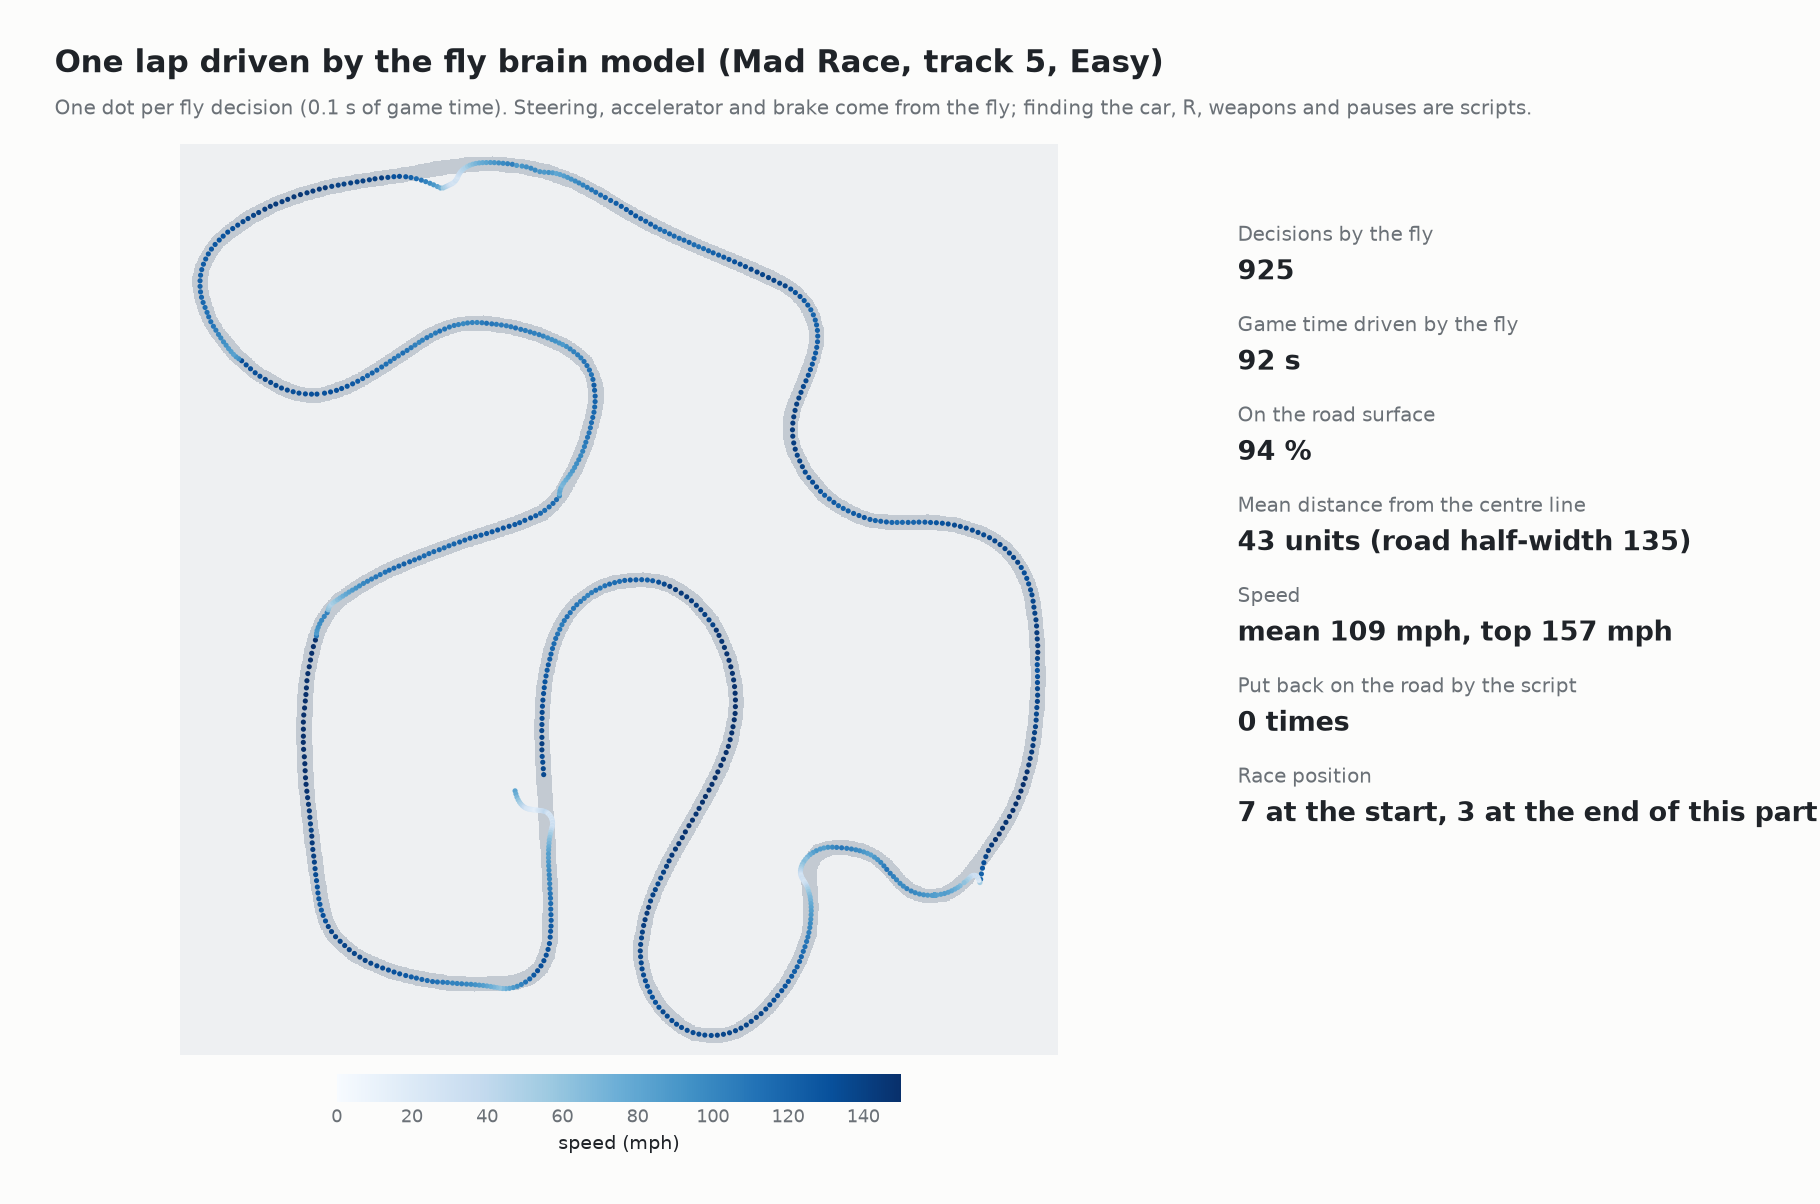 One lap driven by the fly brain model (Mad Race, track 5, Easy)
One dot per fly decision (0.1 s of game time). Steering, accelerator and brake come from the fly; finding the car, R, weapons and pauses are scripts.
Decisions by the fly
925
Game time driven by the fly
92 s
On the road surface
94 %
Mean distance from the centre line
43 units (road half-width 135)
Speed
mean 109 mph, top 157 mph
Put back on the road by the script
0 times
Race position
7 at the start, 3 at the end of this part
0 20 40 60 80 100 120 140
speed (mph)